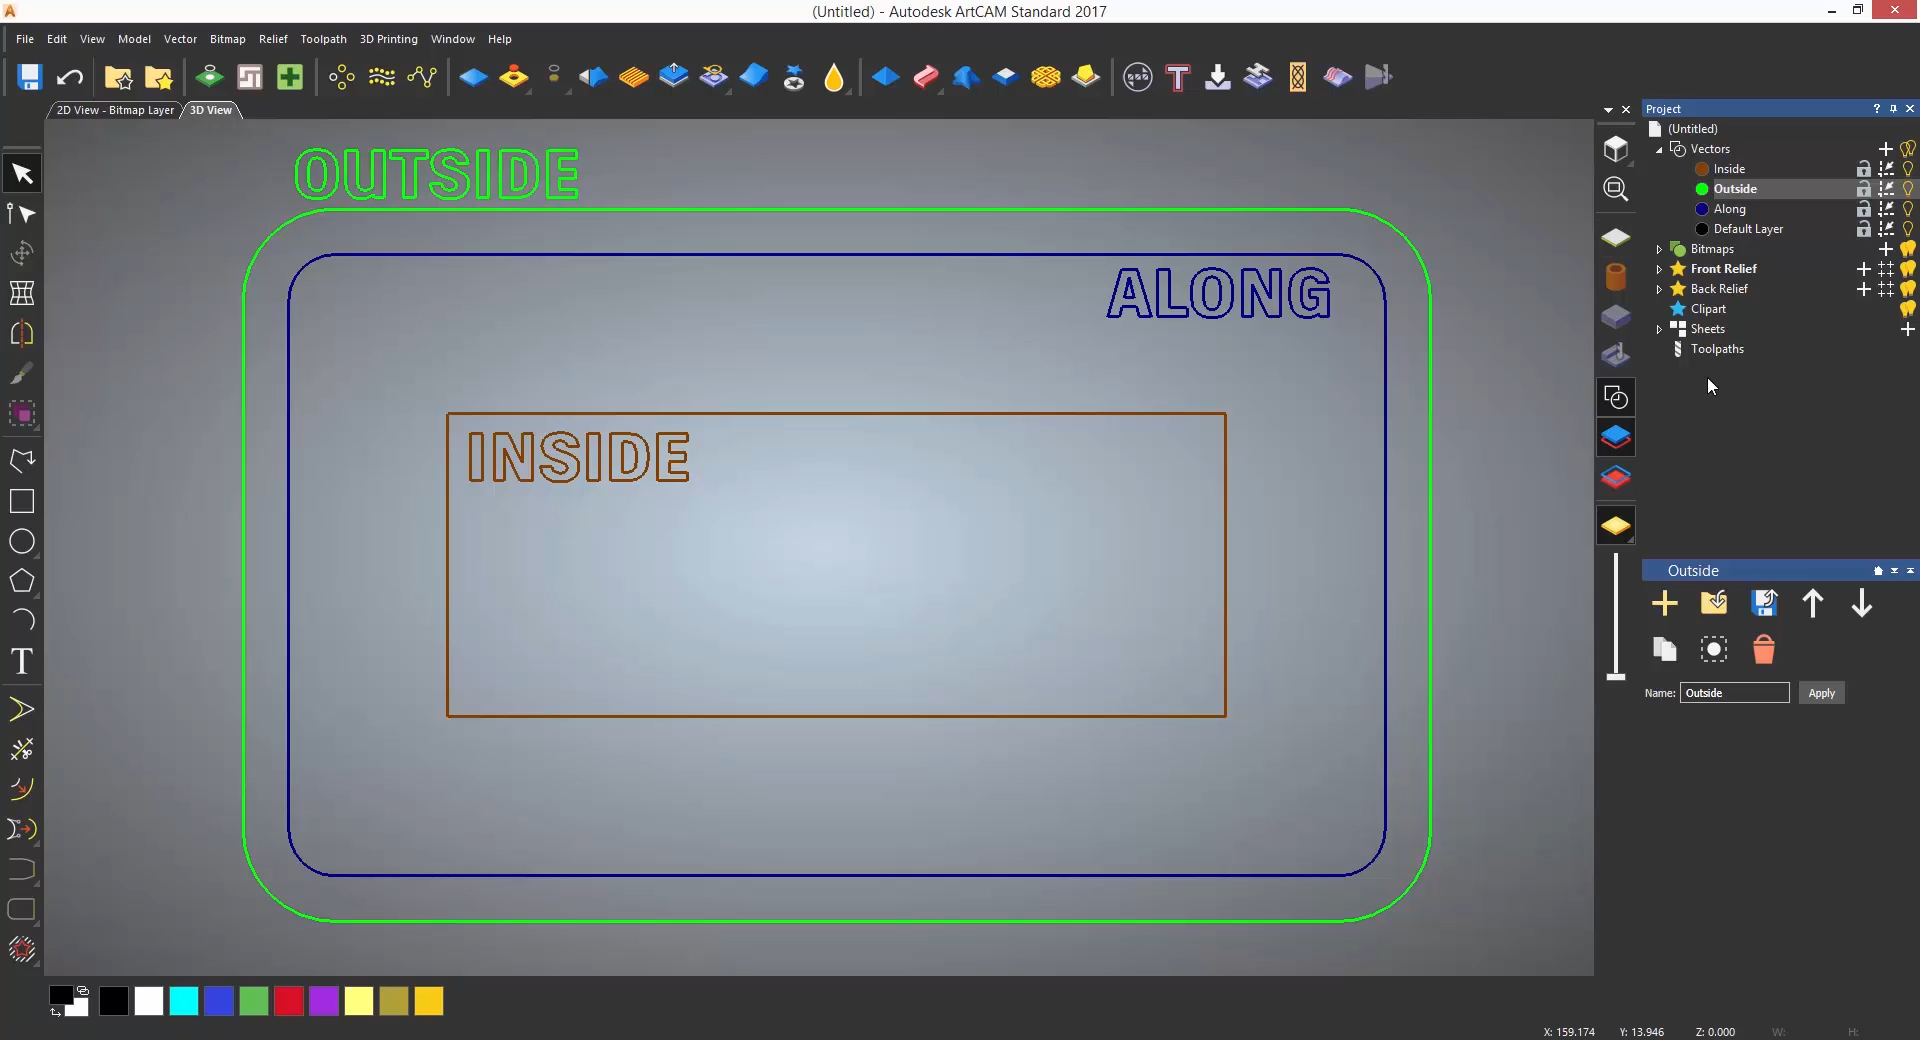 (Untitled) - Autodesk ArtCAM Standard 2017
File Edit View Model Vector Bitmap Relief Toolpath 3D Printing Window Help
2D View - Bitmap Layer 3D View
Project
(Untitled)
Vectors
Inside
Outside
Along
Default Layer
Bitmaps
Front Relief
Back Relief
Clipart
Sheets
Toolpaths
OUTSIDE
ALONG
INSIDE
Outside
Name: Outside Apply
X: 159.174 Y: 13.946 Z: 0.000 W: H: